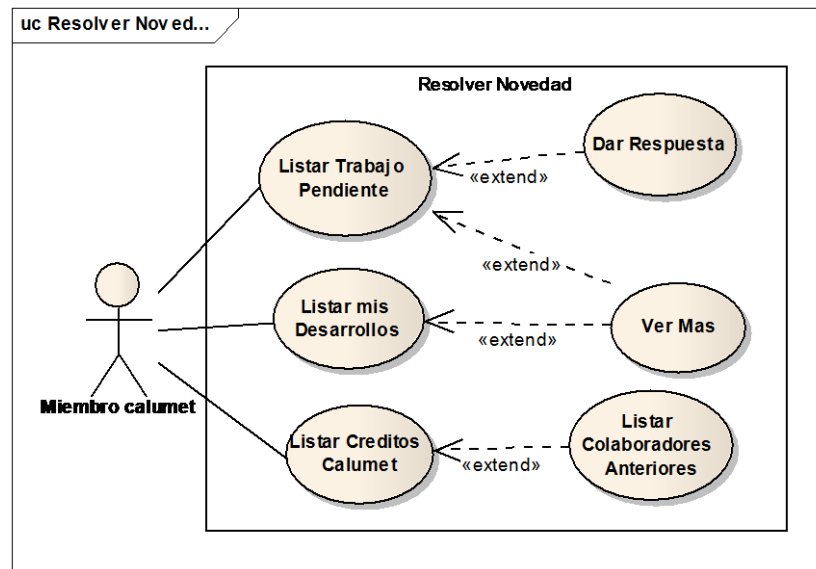 uc Resolver Noved...
Resolver Novedad
Listar Trabajo
Pendiente
Dar Respuesta
«extend»
«extend»
Listar mis
Desarrollos
Ver Mas
«extend»
Miembro calumet
Listar Creditos
Calumet
Listar
Colaboradores
Anteriores
«extend»